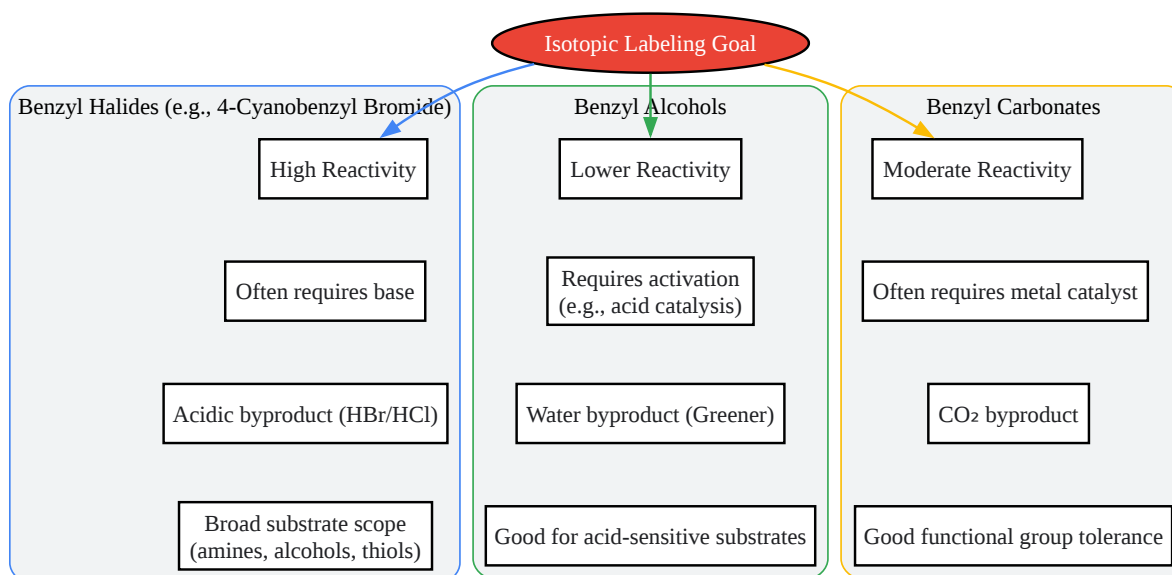 Isotopic Labeling Goal
Benzyl Halides (e.g., 4-Cyanobenzyl Bromide)
High Reactivity
Often requires base
Acidic byproduct (HBr/HCl)
Broad substrate scope
(amines, alcohols, thiols)
Benzyl Alcohols
Lower Reactivity
Requires activation
(e.g., acid catalysis)
Water byproduct (Greener)
Good for acid-sensitive substrates
Benzyl Carbonates
Moderate Reactivity
Often requires metal catalyst
CO₂ byproduct
Good functional group tolerance